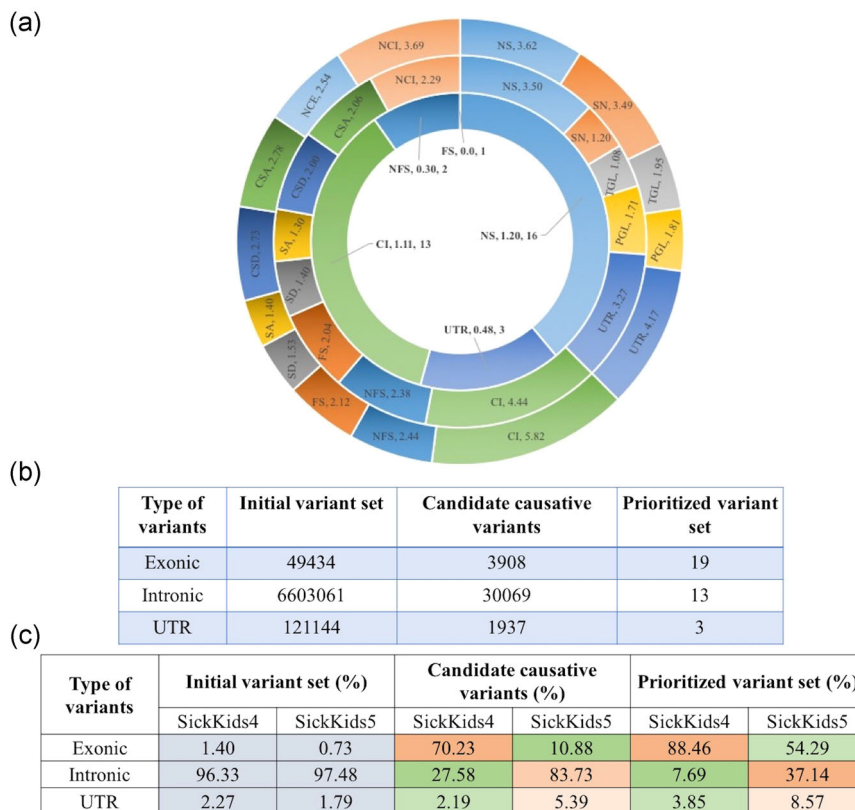 (a)
NS, 3.62
SN, 3.49
TGL, 1.95
PGL, 1.81
UTR, 4.17
CI, 5.82
NFS, 2.44
FS, 2.12
SD, 1.53
SA, 1.40
CSD, 2.73
CSA, 2.78
NCE, 2.54
NCI, 3.69
NS, 3.50
SN, 1.20
TGL, 1.08
PGL, 1.71
UTR, 3.27
CI, 4.44
NFS, 2.38
FS, 2.04
SD, 1.40
SA, 1.30
CSD, 2.00
CSA, 2.06
NCI, 2.29
FS, 0.0, 1
NS, 1.20, 16
UTR, 0.48, 3
CI, 1.11, 13
NFS, 0.30, 2
(b)
Type of variants Initial variant set Candidate causative variants Prioritized variant set
Exonic 49434 3908 19
Intronic 6603061 30069 13
UTR 121144 1937 3
(c)
Type of variants Initial variant set (%) Candidate causative variants (%) Prioritized variant set (%)
SickKids4 SickKids5 SickKids4 SickKids5 SickKids4 SickKids5
Exonic 1.40 0.73 70.23 10.88 88.46 54.29
Intronic 96.33 97.48 27.58 83.73 7.69 37.14
UTR 2.27 1.79 2.19 5.39 3.85 8.57